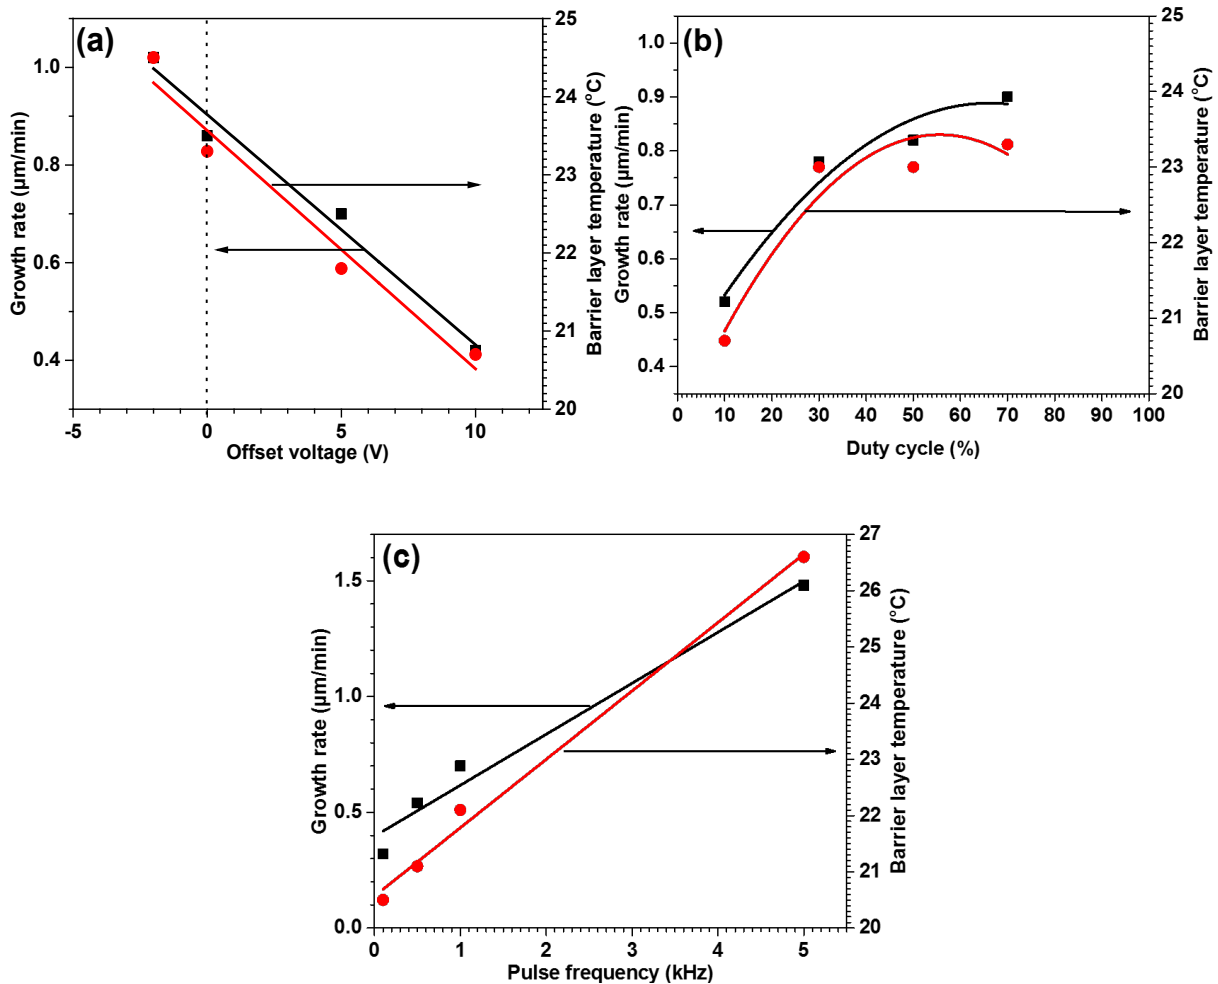 (a)
Growth rate (µm/min)
1.0
0.8
0.6
0.4
-5
0
5
10
Offset voltage (V)
25
24
23
22
21
20
Barrier layer temperature (°C)
(b)
Growth rate (µm/min)
1.0
0.9
0.8
0.7
0.6
0.5
0.4
0 10 20 30 40 50 60 70 80 90 100
Duty cycle (%)
25
24
23
22
21
20
Barrier layer temperature (°C)
(c)
Growth rate (µm/min)
1.5
1.0
0.5
0.0
0 1 2 3 4 5
Pulse frequency (kHz)
27
26
25
24
23
22
21
20
Barrier layer temperature (°C)